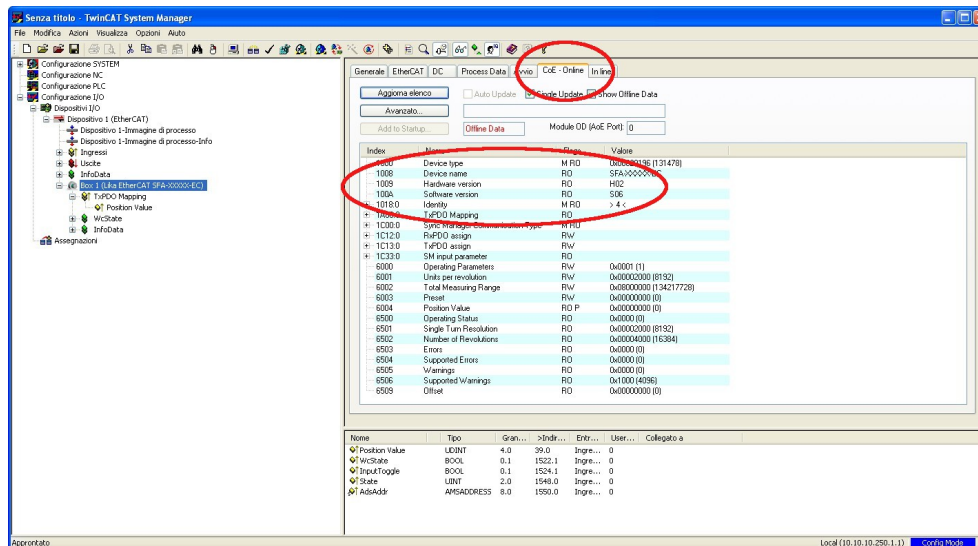 Senza titolo - TwinCAT System Manager
File Modifica Azioni Visualizza Opzioni Aiuto
Configurazione SYSTEM
Configurazione NC
Configurazione PLC
Configurazione I/O
Dispositivi I/O
Dispositivo 1 (EtherCAT)
Dispositivo 1-Immagine di processo
Dispositivo 1-Immagine di processo-Info
Ingressi
Uscite
InfoData
Box 1 (Lika EtherCAT SFA-XXXXX-EC)
TxPDO Mapping
Position Value
WcState
InfoData
Assegnazioni
Generale EtherCAT DC Process Data Avvio CoE - Online In line
Aggiorna elenco Auto Update Single Update Show Offline Data
Avanzato...
Add to Startup... Offline Data Module OD (AoE Port): 0
Index Name Flags Valore
1000 Device type M RO (131478)
1008 Device name RO
1009 Hardware version RO H02
100A Software version RO S06
1018:0 Identity M RO > 4 <
1A00:0 TxPDO Mapping RO
1C00:0 Sync Manager Communication Type M RO
1C12:0 RxPDO assign RW
1C13:0 TxPDO assign RW
1C33:0 SM input parameter RO
6000 Operating Parameters RW 0x0001 (1)
6001 Units per revolution RW 0x00002000 (8192)
6002 Total Measuring Range RW 0x08000000 (134217728)
6003 Preset RW 0x00000000 (0)
6004 Position Value RO P 0x00000000 (0)
6500 Operating Status RO 0x0000 (0)
6501 Single Turn Resolution RO 0x00002000 (8192)
6502 Number of Revolutions RO 0x00004000 (16384)
6503 Errors RO 0x0000 (0)
6504 Supported Errors RO 0x0000 (0)
6505 Warnings RO 0x0000 (0)
6506 Supported Warnings RO 0x1000 (4096)
6509 Offset RO 0x00000000 (0)
Nome Tipo Gran... >Indir... Entr... User... Collegato a
Position Value UDINT 4.0 39.0 Ingre... 0
WcState BOOL 0.1 1522.1 Ingre... 0
InputToggle BOOL 0.1 1524.1 Ingre... 0
State UINT 2.0 1548.0 Ingre... 0
AdsAddr AMSADDRESS 8.0 1550.0 Ingre... 0
Approntato Local (10.10.10.250.1.1) Config Mode